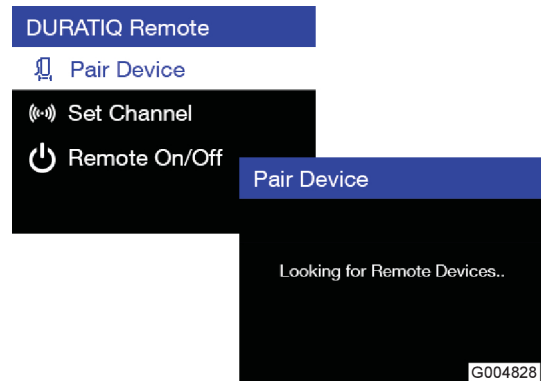 DURATIQ Remote
Pair Device
Set Channel
Remote On/Off
Pair Device
Looking for Remote Devices..
G004828